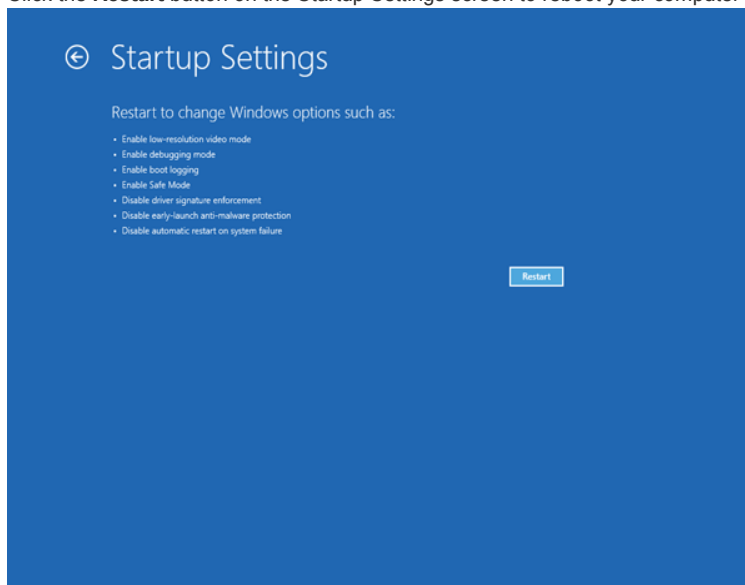 Click the Restart button on the Startup Settings screen to reboot your computer
Startup Settings
Restart to change Windows options such as:
• Enable low-resolution video mode
• Enable debugging mode
• Enable boot logging
• Enable Safe Mode
• Disable driver signature enforcement
• Disable early-launch anti-malware protection
• Disable automatic restart on system failure
Restart